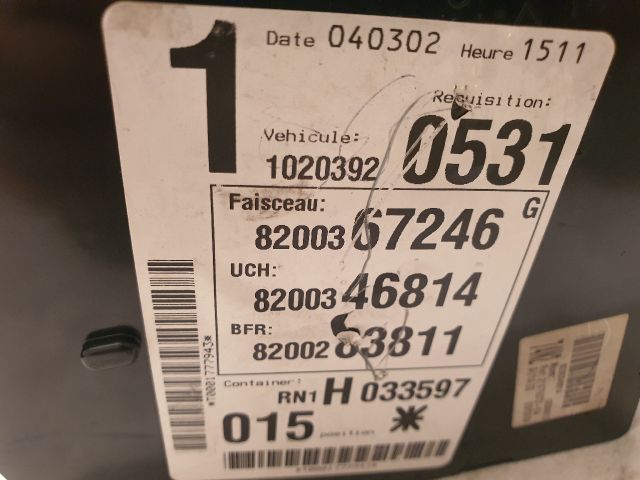 1 Date 040302 Heure 1511
Requisition:
Vehicule:
1020392 0531
Faisceau: G
82003 67246
UCH:
82003 46814
BFR:
82002 83811
Container:
RN1 H 033597
015 position *
*T00017777943*